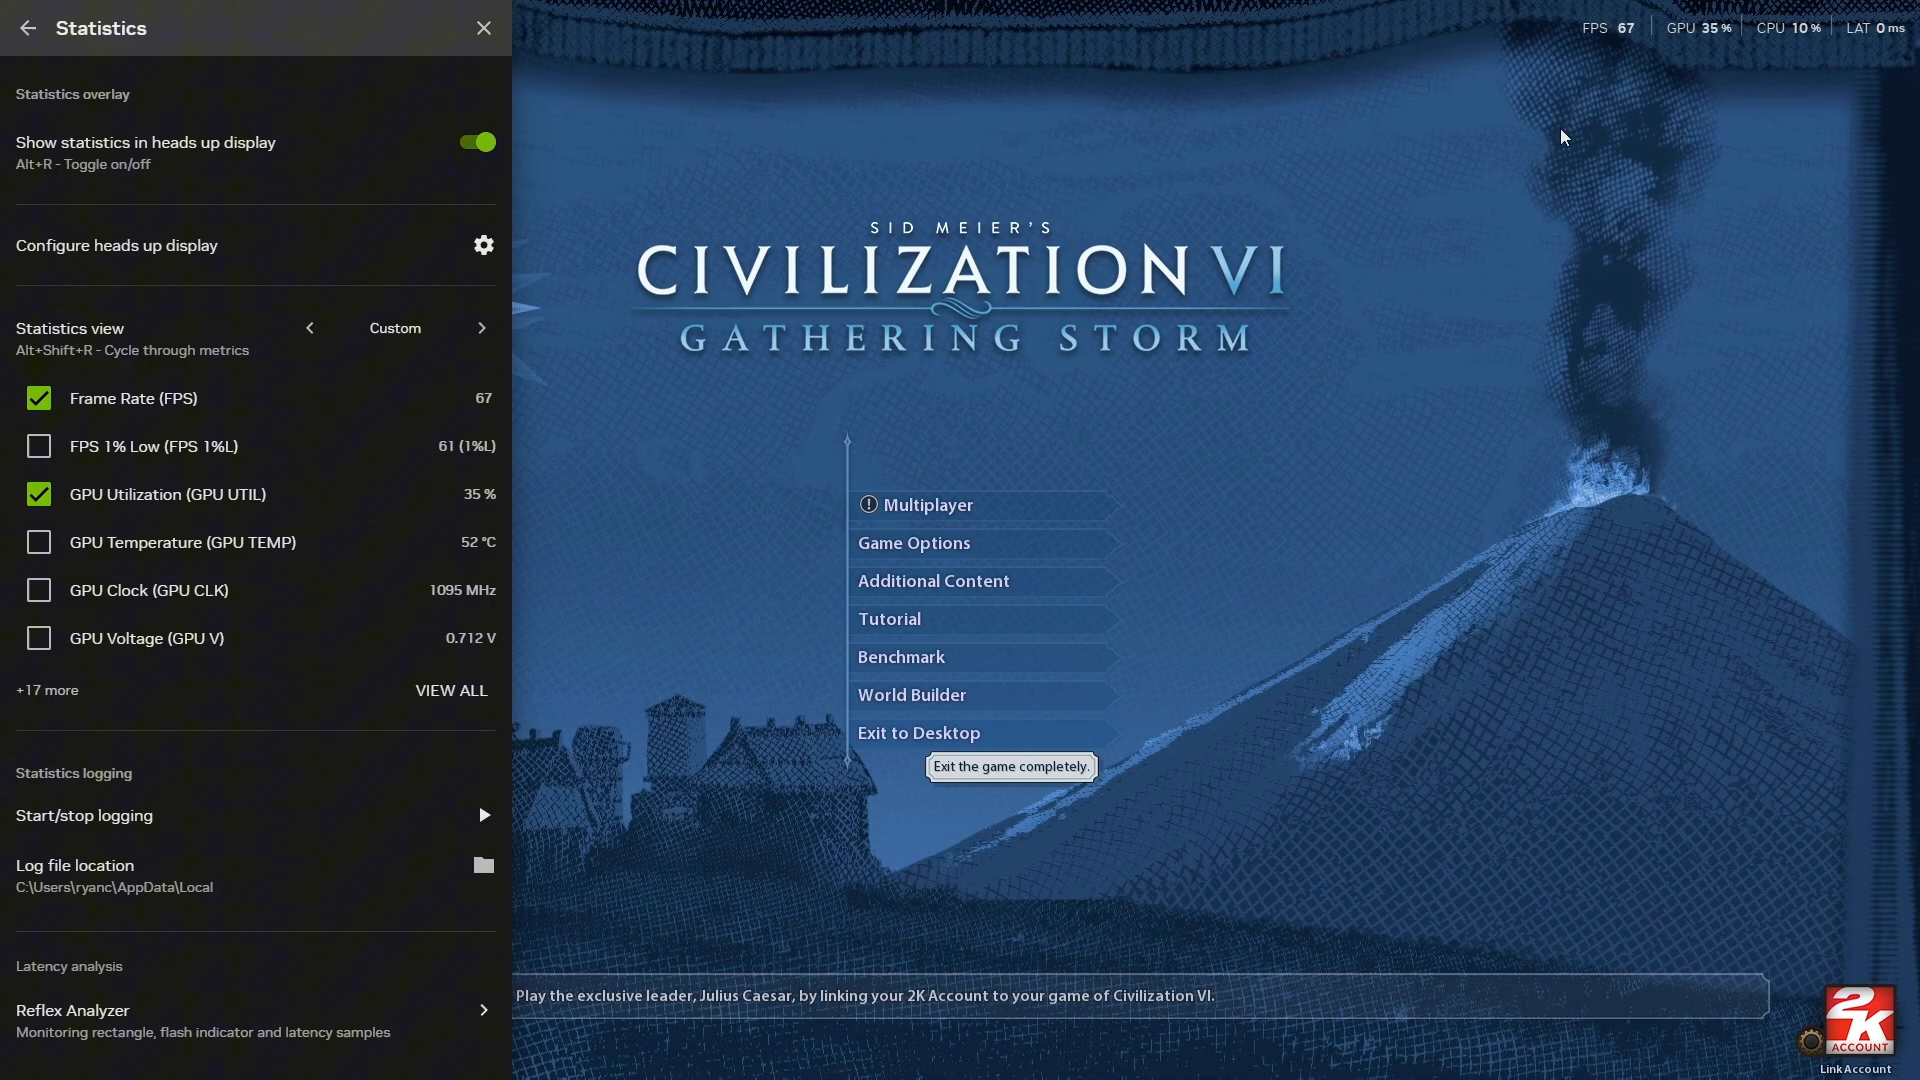 Statistics
Statistics overlay
Show statistics in heads up display
Alt+R - Toggle on/off
Configure heads up display
Statistics view
Custom
Alt+Shift+R - Cycle through metrics
Frame Rate (FPS) 67
FPS 1% Low (FPS 1%L) 61 (1%L)
GPU Utilization (GPU UTIL) 35 %
GPU Temperature (GPU TEMP) 52 °C
GPU Clock (GPU CLK) 1095 MHz
GPU Voltage (GPU V) 0.712 V
+17 more VIEW ALL
Statistics logging
Start/stop logging
Log file location
C:\Users\ryanc\AppData\Local
Latency analysis
Reflex Analyzer
Monitoring rectangle, flash indicator and latency samples
FPS 67 GPU 35 % CPU 10 % LAT 0 ms
SID MEIER'S
CIVILIZATION VI
GATHERING STORM
Multiplayer
Game Options
Additional Content
Tutorial
Benchmark
World Builder
Exit to Desktop
Exit the game completely.
Play the exclusive leader, Julius Caesar, by linking your 2K Account to your game of Civilization VI.
2K
ACCOUNT
Link Account